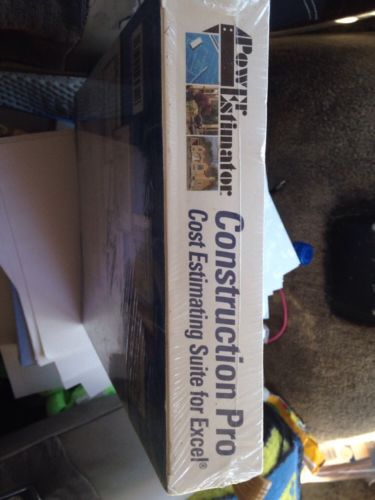 Power
Estimator
Construction Pro
Cost Estimating Suite for Excel®